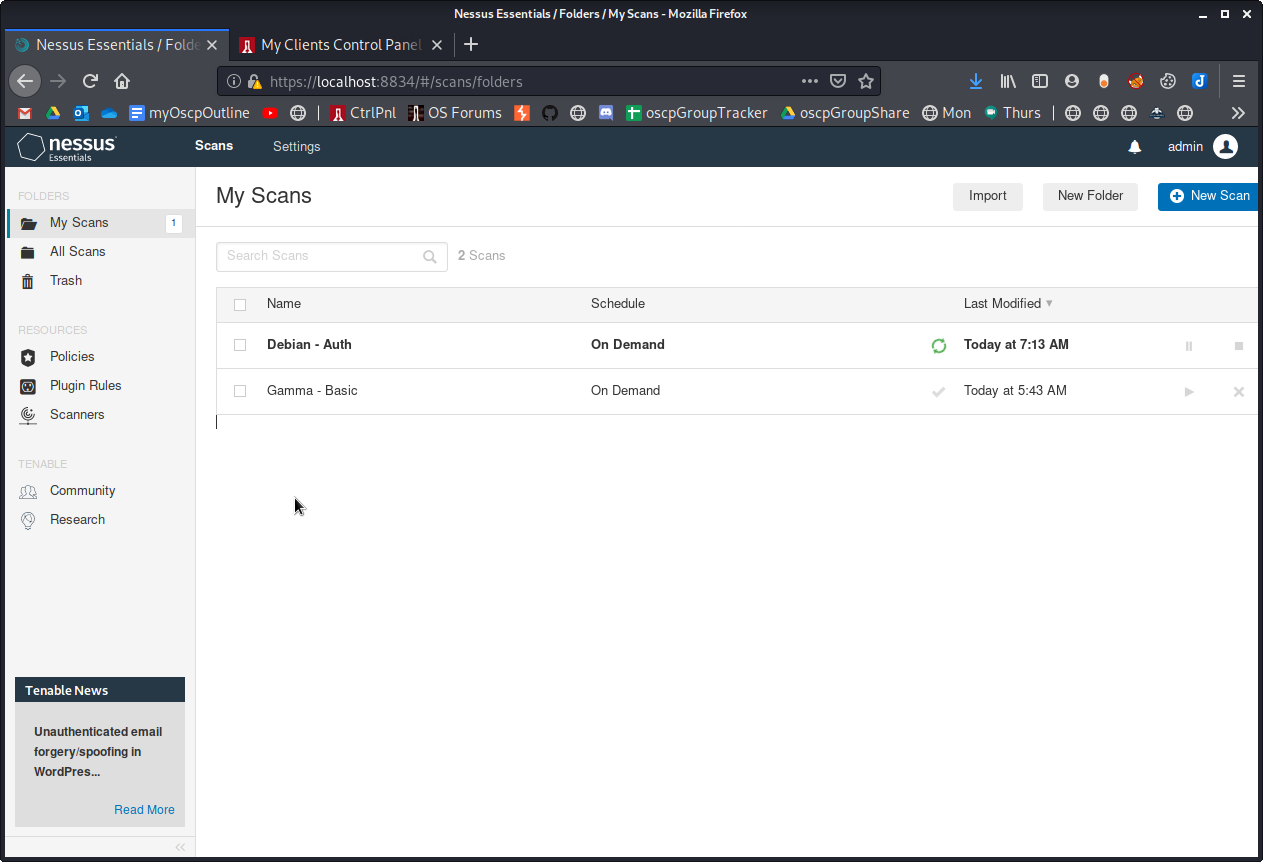 Nessus Essentials / Folders / My Scans - Mozilla Firefox
Nessus Essentials / Folde
My Clients Control Panel
https://localhost:8834/#/scans/folders
myOscpOutline CtrlPnl OS Forums oscpGroupTracker oscpGroupShare Mon Thurs
nessus
Essentials
Scans Settings admin
FOLDERS
My Scans 1
All Scans
Trash
RESOURCES
Policies
Plugin Rules
Scanners
TENABLE
Community
Research
Tenable News
Unauthenticated email
forgery/spoofing in
WordPres...
Read More
My Scans Import New Folder New Scan
Search Scans 2 Scans
Name Schedule Last Modified
Debian - Auth On Demand Today at 7:13 AM
Gamma - Basic On Demand Today at 5:43 AM